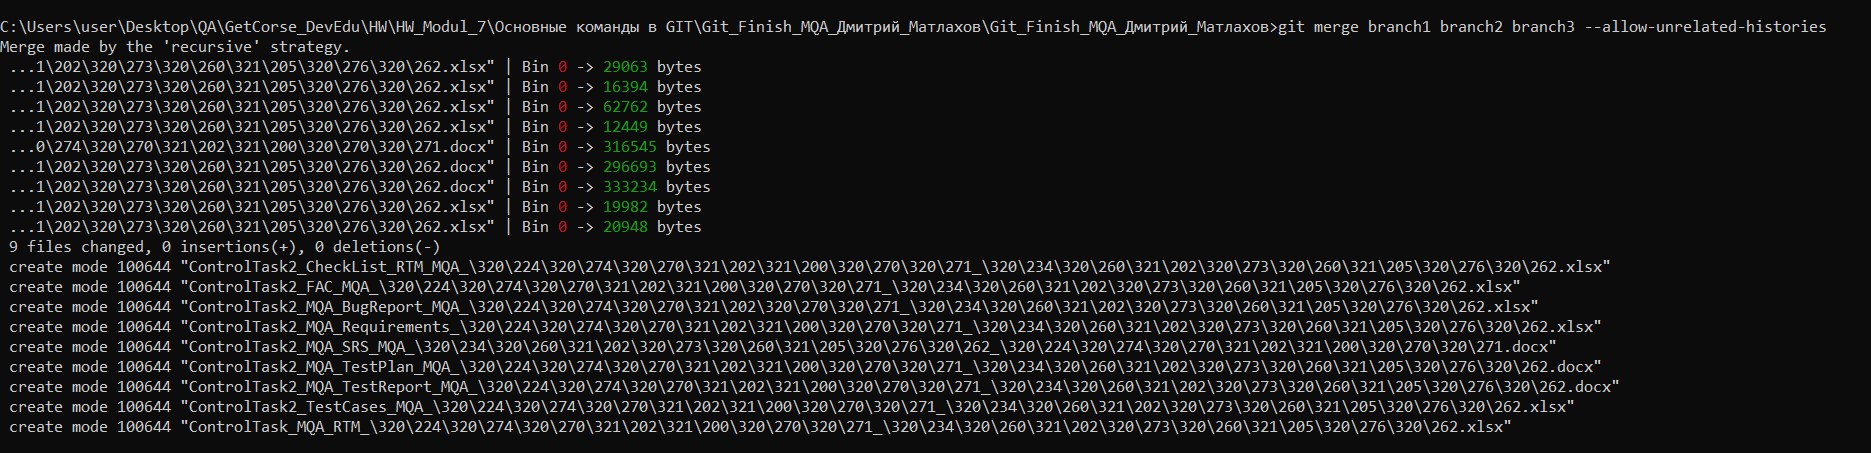 C:\Users\user\Desktop\QA\GetCorse_DevEdu\HW\HW_Modul_7\Основные команды в GIT\Git_Finish_MQA_Дмитрий_Матлахов\Git_Finish_MQA_Дмитрий_Матлахов>git merge branch1 branch2 branch3 --allow-unrelated-histories
Merge made by the 'recursive' strategy.
...1\202\320\273\320\260\321\205\320\276\320\262.xlsx" | Bin 0 -> 29063 bytes
...1\202\320\273\320\260\321\205\320\276\320\262.xlsx" | Bin 0 -> 16394 bytes
...1\202\320\273\320\260\321\205\320\276\320\262.xlsx" | Bin 0 -> 62762 bytes
...1\202\320\273\320\260\321\205\320\276\320\262.xlsx" | Bin 0 -> 12449 bytes
...0\274\320\270\321\202\321\200\320\270\320\271.docx" | Bin 0 -> 316545 bytes
...1\202\320\273\320\260\321\205\320\276\320\262.docx" | Bin 0 -> 296693 bytes
...1\202\320\273\320\260\321\205\320\276\320\262.docx" | Bin 0 -> 333234 bytes
...1\202\320\273\320\260\321\205\320\276\320\262.xlsx" | Bin 0 -> 19982 bytes
...1\202\320\273\320\260\321\205\320\276\320\262.xlsx" | Bin 0 -> 20948 bytes
9 files changed, 0 insertions(+), 0 deletions(-)
create mode 100644 "ControlTask2_CheckList_RTM_MQA_\320\224\320\274\320\270\321\202\321\200\320\270\320\271_\320\234\320\260\321\202\320\273\320\260\321\205\320\276\320\262.xlsx"
create mode 100644 "ControlTask2_FAC_MQA_\320\224\320\274\320\270\321\202\321\200\320\270\320\271_\320\234\320\260\321\202\320\273\320\260\321\205\320\276\320\262.xlsx"
create mode 100644 "ControlTask2_MQA_BugReport_MQA_\320\224\320\274\320\270\321\202\320\270\320\271_\320\234\320\260\321\202\320\273\320\260\321\205\320\276\320\262.xlsx"
create mode 100644 "ControlTask2_MQA_Requirements_\320\224\320\274\320\270\321\202\321\200\320\270\320\271_\320\234\320\260\321\202\320\273\320\260\321\205\320\276\320\262.xlsx"
create mode 100644 "ControlTask2_MQA_SRS_MQA_\320\234\320\260\321\202\320\273\320\260\321\205\320\276\320\262_\320\224\320\274\320\270\321\202\321\200\320\270\320\271.docx"
create mode 100644 "ControlTask2_MQA_TestPlan_MQA_\320\224\320\274\320\270\321\202\321\200\320\270\320\271_\320\234\320\260\321\202\320\273\320\260\321\205\320\276\320\262.docx"
create mode 100644 "ControlTask2_MQA_TestReport_MQA_\320\224\320\274\320\270\321\202\321\200\320\270\320\271_\320\234\320\260\321\202\320\273\320\260\321\205\320\276\320\262.docx"
create mode 100644 "ControlTask2_TestCases_MQA_\320\224\320\274\320\270\321\202\321\200\320\270\320\271_\320\234\320\260\321\202\320\273\320\260\321\205\320\276\320\262.xlsx"
create mode 100644 "ControlTask_MQA_RTM_\320\224\320\274\320\270\321\202\321\200\320\270\320\271_\320\234\320\260\321\202\320\273\320\260\321\205\320\276\320\262.xlsx"